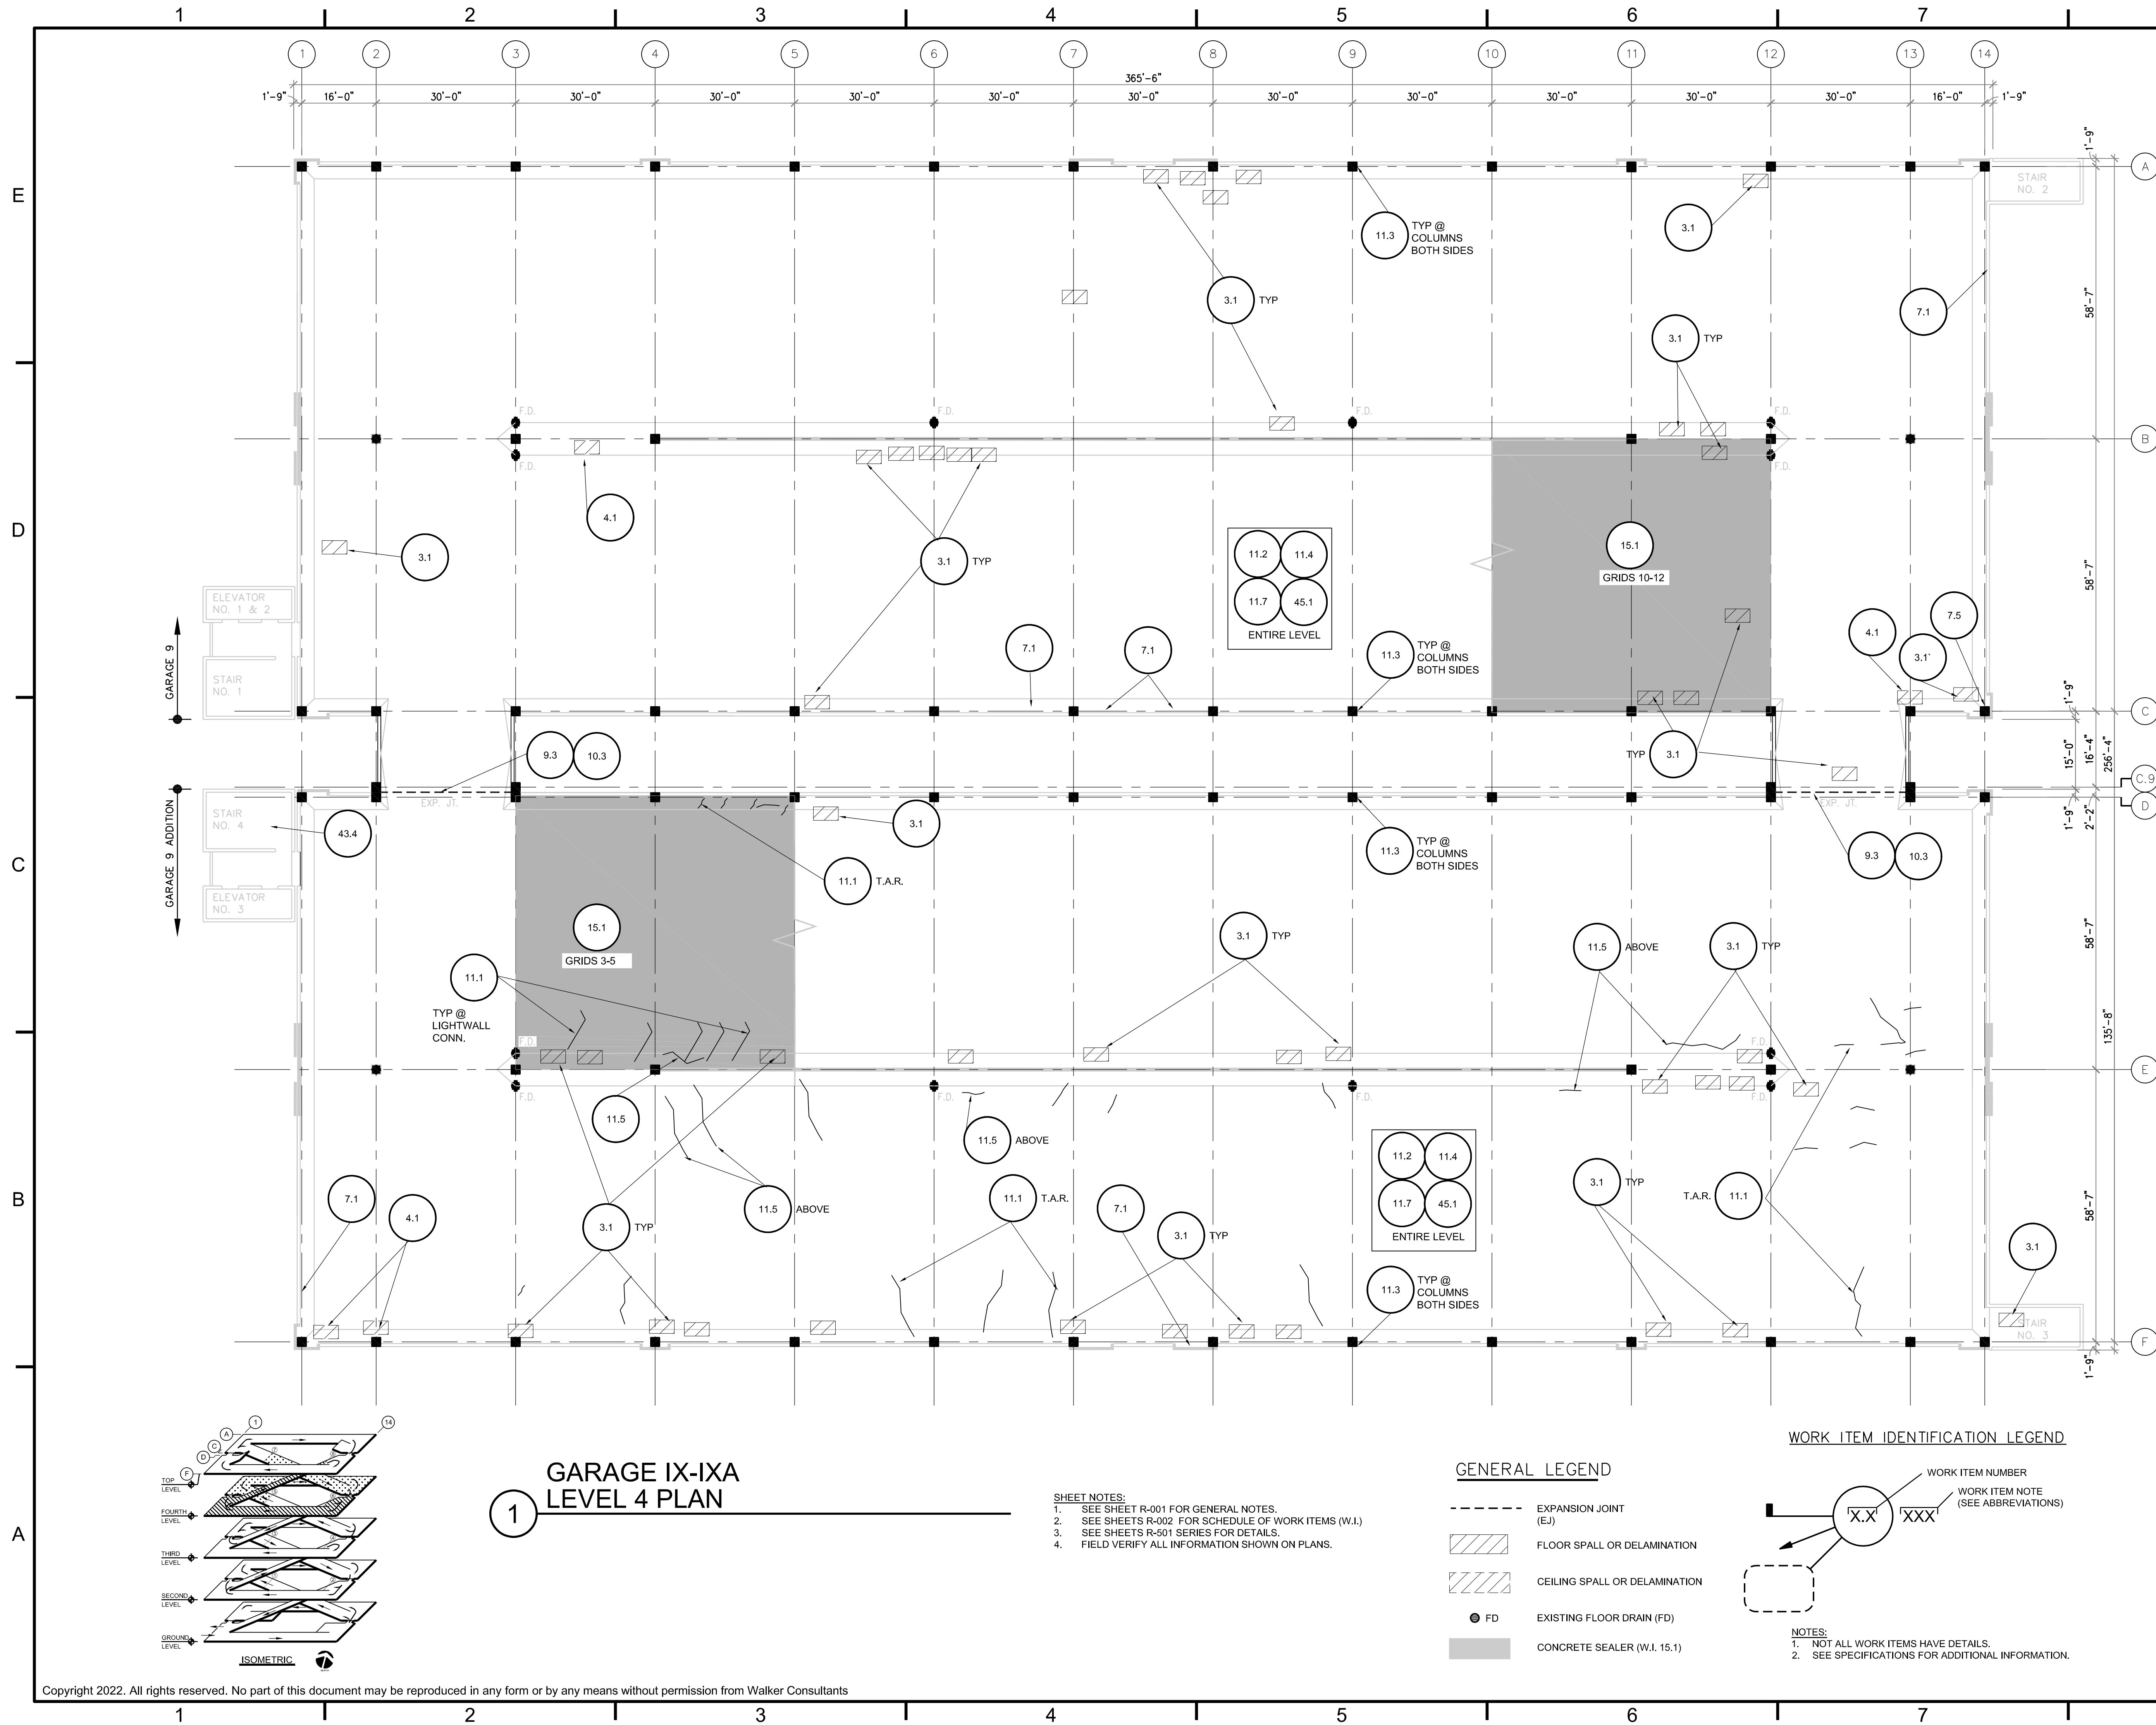 1 2 3 4 5 6 7
1 2 3 4 5 6 7 8 9 10 11 12 13 14
365'-6"
1'-9" 16'-0" 30'-0" 30'-0" 30'-0" 30'-0" 30'-0" 30'-0" 30'-0" 30'-0" 30'-0" 30'-0" 30'-0" 16'-0" 1'-9"
1'-9"
A
E
STAIR
NO. 2
11.3
TYP @
COLUMNS
BOTH SIDES
3.1
3.1 TYP
7.1
58'-7"
3.1 TYP
F.D. F.D. F.D. F.D.
B
F.D. F.D.
4.1
D
3.1
3.1 TYP
11.2 11.4
11.7 45.1
ENTIRE LEVEL
15.1
GRIDS 10-12
58'-7"
ELEVATOR
NO. 1 & 2
GARAGE 9
STAIR
NO. 1
7.1
7.1
11.3
TYP @
COLUMNS
BOTH SIDES
4.1
3.1`
7.5
1'-9"
C
9.3 10.3
TYP 3.1
15'-0"
16'-4"
256'-4"
C.9
D
EXP. JT.
EXP. JT.
1'-9"
2'-2"
GARAGE 9 ADDITION
STAIR
NO. 4
43.4
3.1
11.3
TYP @
COLUMNS
BOTH SIDES
9.3 10.3
C
ELEVATOR
NO. 3
11.1 T.A.R.
15.1
GRIDS 3-5
3.1 TYP
11.5 ABOVE
3.1 TYP
58'-7"
11.1
TYP @
LIGHTWALL
CONN.
135'-8"
F.D. F.D.
E
F.D. F.D. F.D. F.D.
11.5
11.5 ABOVE
11.2 11.4
11.7 45.1
ENTIRE LEVEL
B
7.1
4.1
3.1 TYP
11.5 ABOVE
11.1 T.A.R.
7.1
3.1 TYP
3.1 TYP
T.A.R. 11.1
58'-7"
3.1
11.3
TYP @
COLUMNS
BOTH SIDES
STAIR
NO. 3
F
1'-9"
1 14
A
C
D
F
TOP
LEVEL
FOURTH
LEVEL
THIRD
LEVEL
SECOND
LEVEL
GROUND
LEVEL
ISOMETRIC
A
1
GARAGE IX-IXA
LEVEL 4 PLAN
SHEET NOTES:
1. SEE SHEET R-001 FOR GENERAL NOTES.
2. SEE SHEETS R-002 FOR SCHEDULE OF WORK ITEMS (W.I.)
3. SEE SHEETS R-501 SERIES FOR DETAILS.
4. FIELD VERIFY ALL INFORMATION SHOWN ON PLANS.
GENERAL LEGEND
EXPANSION JOINT
(EJ)
FLOOR SPALL OR DELAMINATION
CEILING SPALL OR DELAMINATION
FD EXISTING FLOOR DRAIN (FD)
CONCRETE SEALER (W.I. 15.1)
WORK ITEM IDENTIFICATION LEGEND
WORK ITEM NUMBER
WORK ITEM NOTE
(SEE ABBREVIATIONS)
X.X XXX
NOTES:
1. NOT ALL WORK ITEMS HAVE DETAILS.
2. SEE SPECIFICATIONS FOR ADDITIONAL INFORMATION.
Copyright 2022. All rights reserved. No part of this document may be reproduced in any form or by any means without permission from Walker Consultants
1 2 3 4 5 6 7